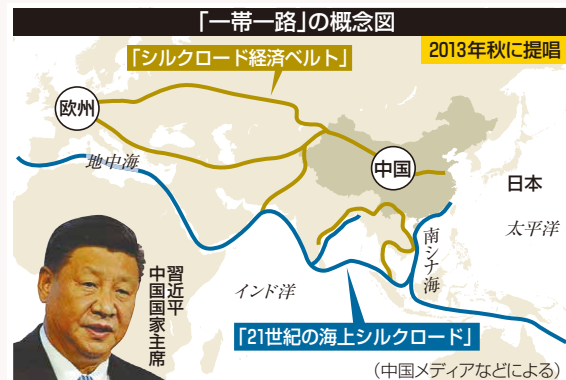 「一帯一路」の概念図
2013年秋に提唱
「シルクロード経済ベルト」
欧州
中国
地中海
日本
太平洋
南シナ海
インド洋
習近平
中国国家主席
「21世紀の海上シルクロード」
(中国メディアなどによる)